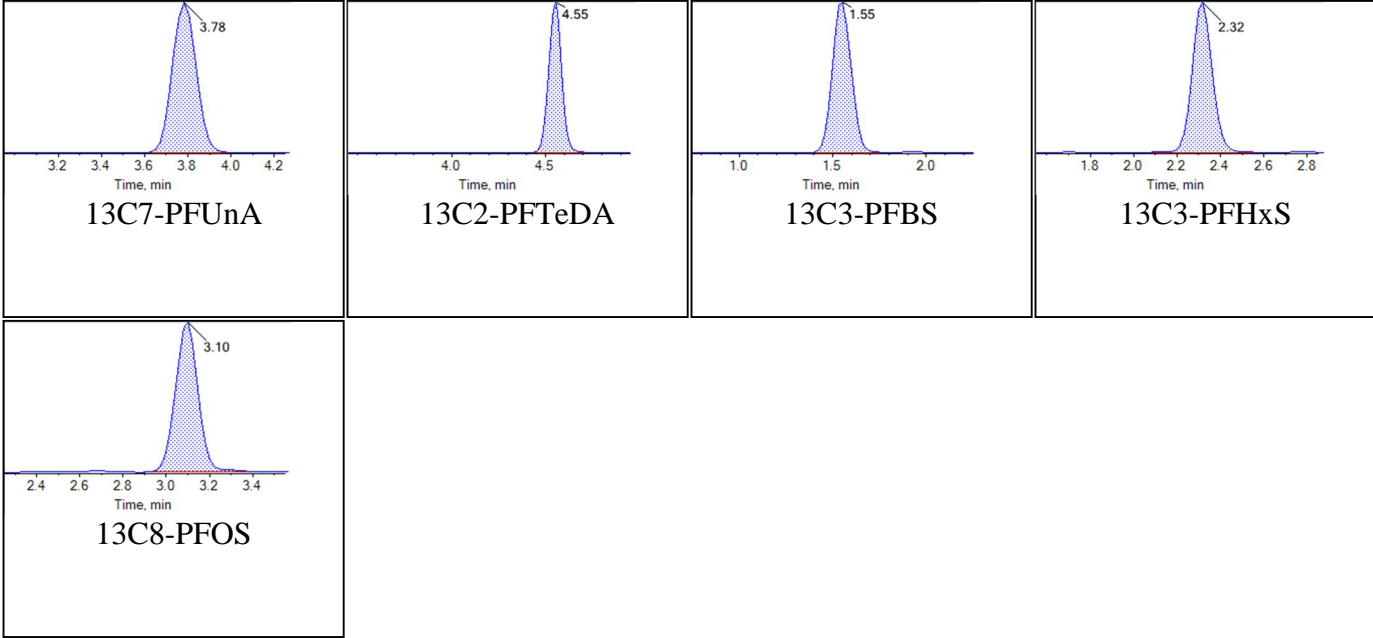 3.78
3.2 3.4 3.6 3.8 4.0 4.2
Time, min
13C7-PFUnA
4.55
4.0 4.5
Time, min
13C2-PFTeDA
1.55
1.0 1.5 2.0
Time, min
13C3-PFBS
2.32
1.8 2.0 2.2 2.4 2.6 2.8
Time, min
13C3-PFHxS
3.10
2.4 2.6 2.8 3.0 3.2 3.4
Time, min
13C8-PFOS